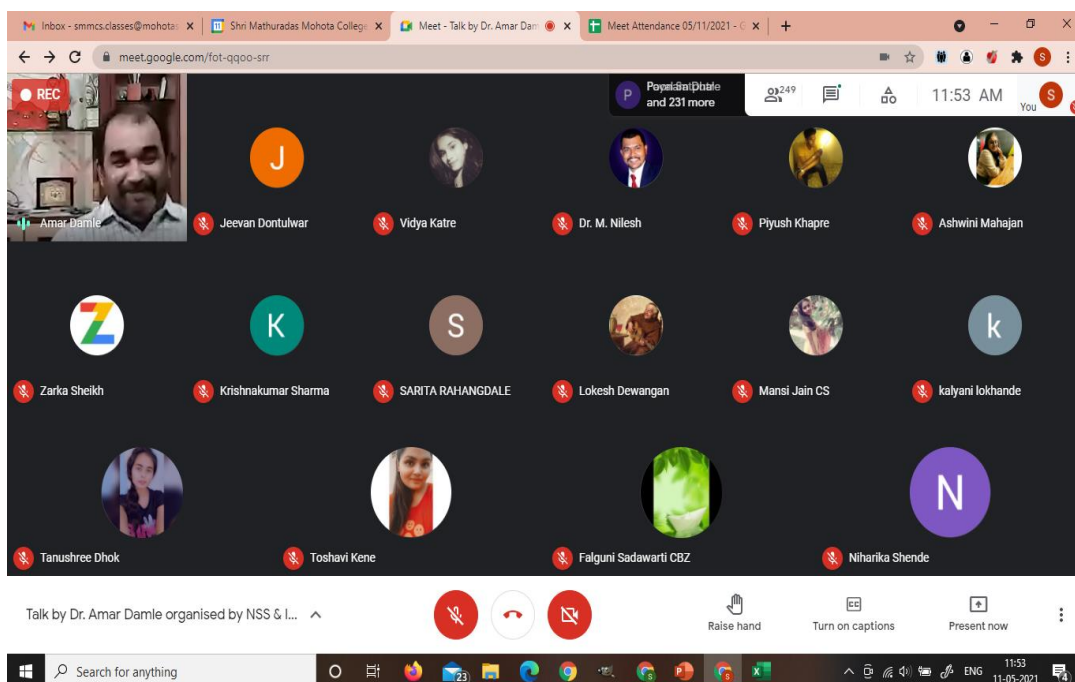 Inbox - smmcs.classes@mohota
Shri Mathuradas Mohota College
Meet - Talk by Dr. Amar Dam
Meet Attendance 05/11/2021 - G
meet.google.com/fot-qqoo-srr
S
REC
P
and 231 more
249
11:53 AM
You
S
Amar Damle
J
Jeevan Dontulwar
Vidya Katre
Dr. M. Nilesh
Piyush Khapre
Ashwini Mahajan
Zarka Sheikh
K
Krishnakumar Sharma
S
SARITA RAHANGDALE
Lokesh Dewangan
Mansi Jain CS
k
kalyani lokhande
Tanushree Dhok
Toshavi Kene
Falguni Sadawarti CBZ
N
Niharika Shende
Talk by Dr. Amar Damle organised by NSS & I...
Raise hand
Turn on captions
Present now
Search for anything
23
ENG
11:53
11-05-2021
4